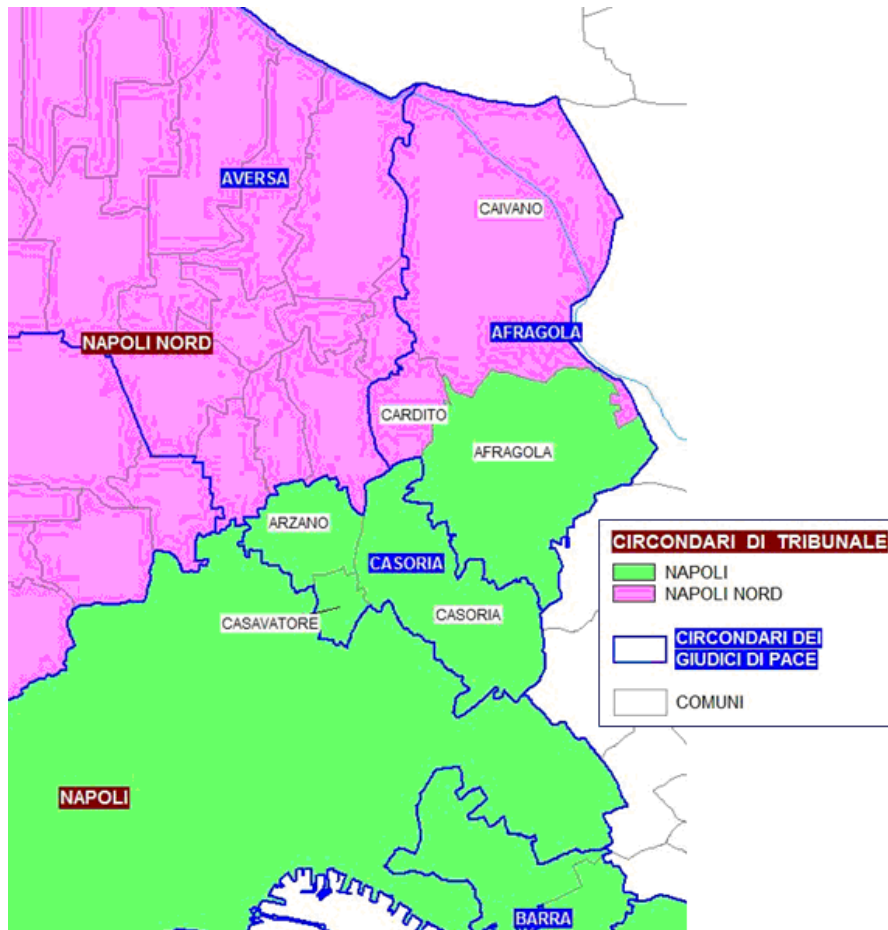 AVERSA
CAIVANO
NAPOLI NORD
AFRAGOLA
CARDITO
AFRAGOLA
ARZANO
CASORIA
CASAVATORE
CASORIA
NAPOLI
BARRA
CIRCONDARI DI TRIBUNALE
NAPOLI
NAPOLI NORD
CIRCONDARI DEI
GIUDICI DI PACE
COMUNI